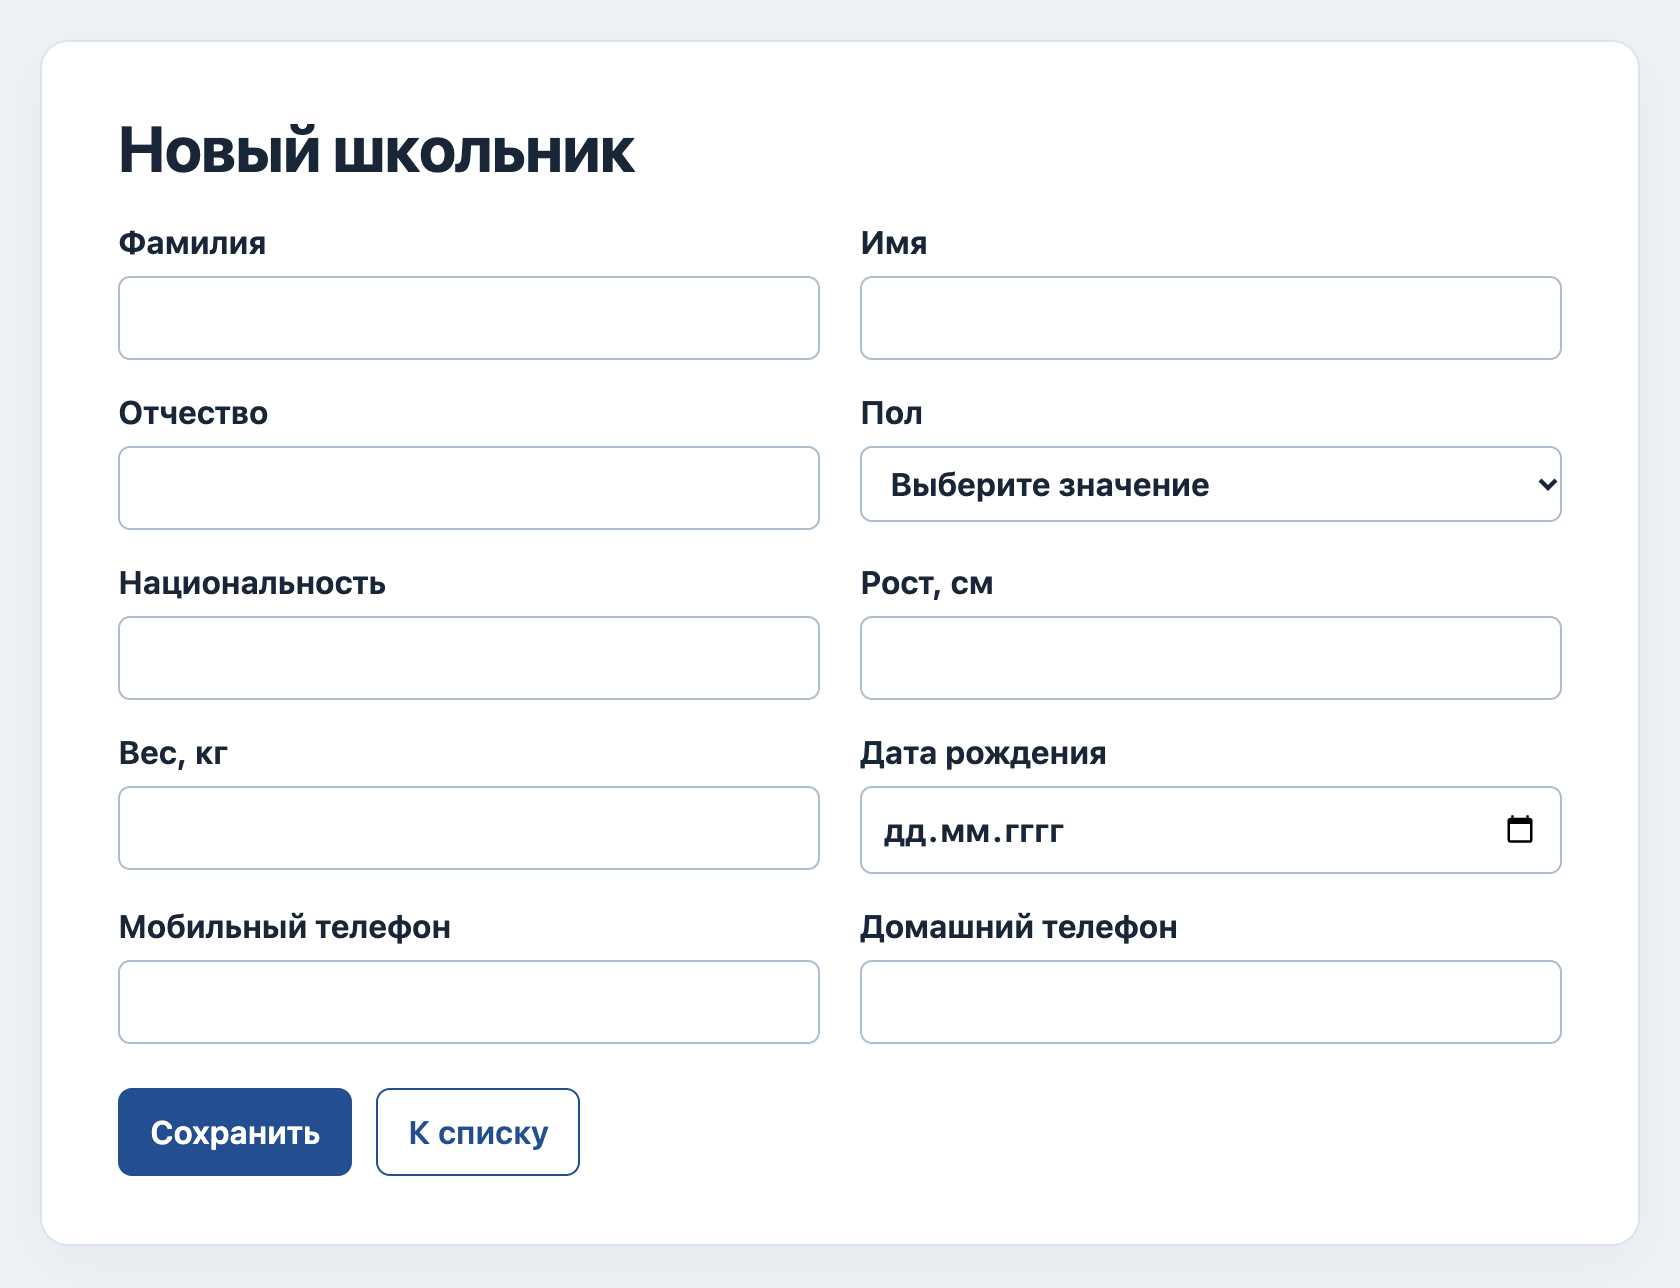 Новый школьник
Фамилия
Имя
Отчество
Пол
Выберите значение
Национальность
Рост, см
Вес, кг
Дата рождения
дд.мм.гггг
Мобильный телефон
Домашний телефон
Сохранить
К списку